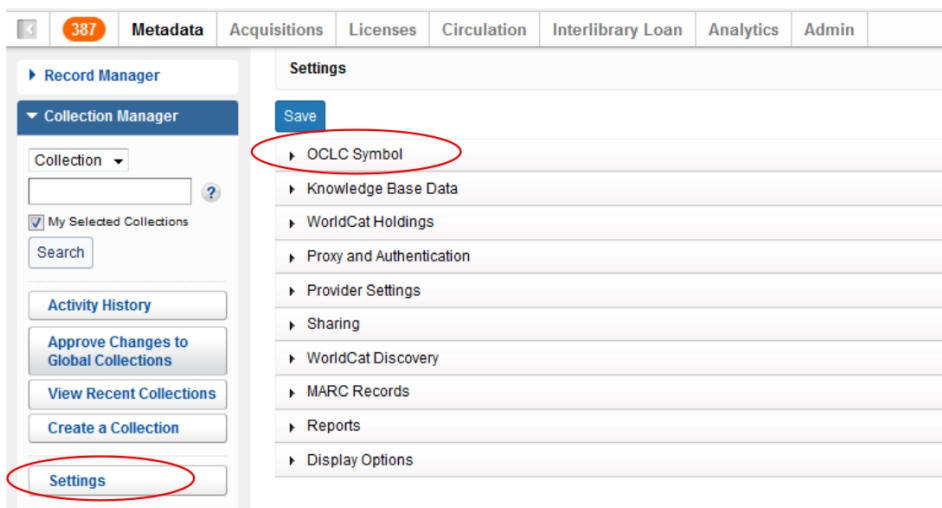 387 Metadata Acquisitions Licenses Circulation Interlibrary Loan Analytics Admin
Record Manager
Collection Manager
Collection
?
My Selected Collections
Search
Activity History
Approve Changes to
Global Collections
View Recent Collections
Create a Collection
Settings
Settings
Save
OCLC Symbol
Knowledge Base Data
WorldCat Holdings
Proxy and Authentication
Provider Settings
Sharing
WorldCat Discovery
MARC Records
Reports
Display Options